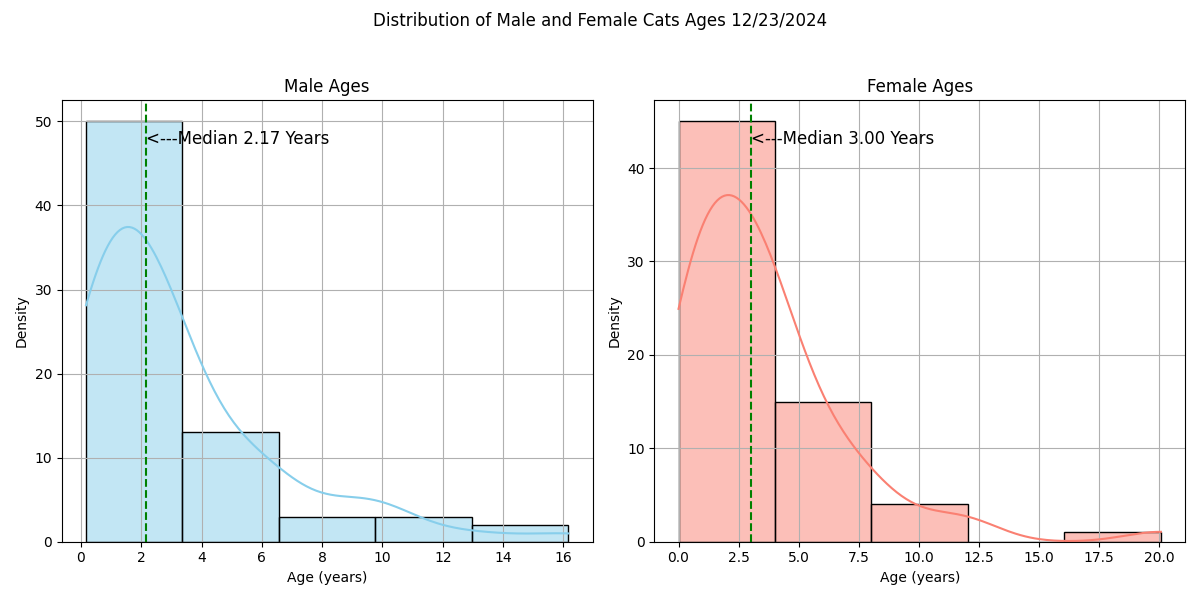 Distribution of Male and Female Cats Ages 12/23/2024
Male Ages
50
40
30
20
10
0
Density
<---Median 2.17 Years
0 2 4 6 8 10 12 14 16
Age (years)
Female Ages
40
30
20
10
0
Density
<---Median 3.00 Years
0.0 2.5 5.0 7.5 10.0 12.5 15.0 17.5 20.0
Age (years)